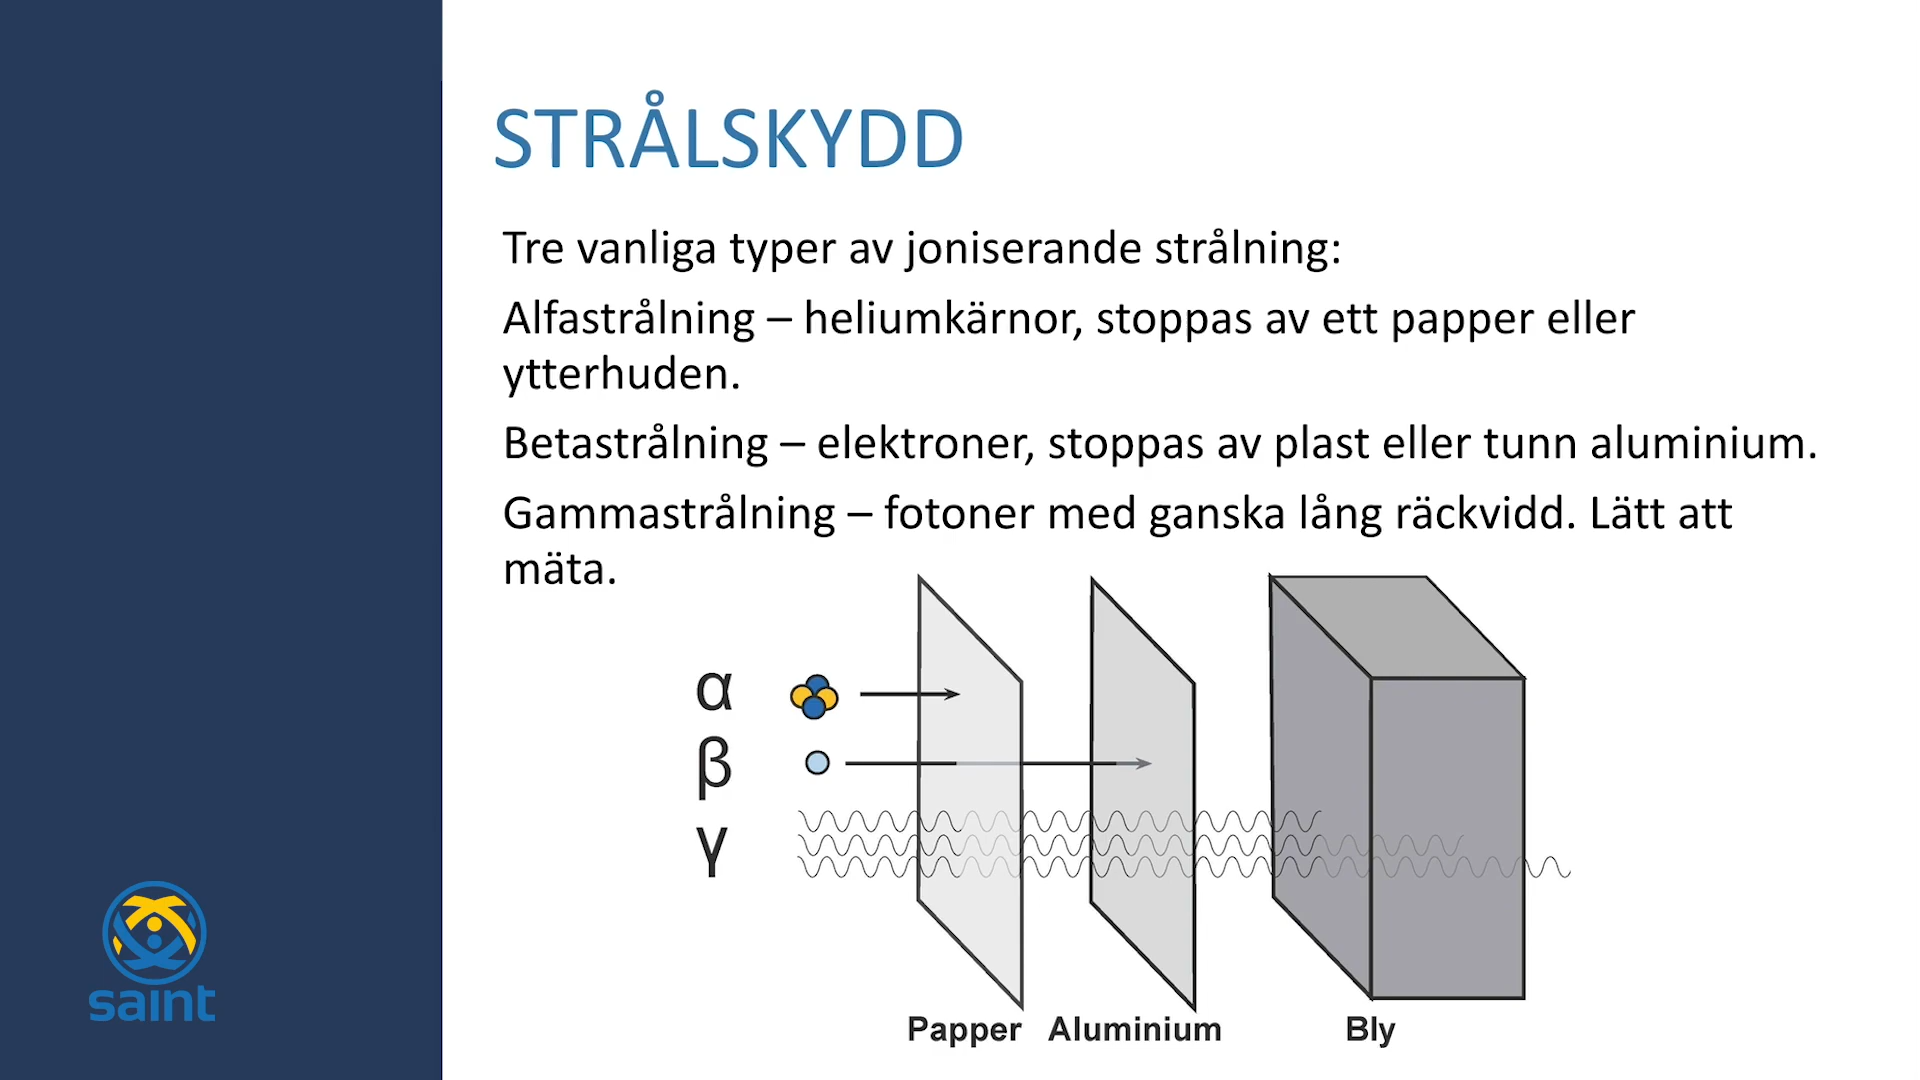 STRÅLSKYDD
Tre vanliga typer av joniserande strålning:
Alfastrålning – heliumkärnor, stoppas av ett papper eller
ytterhuden.
Betastrålning – elektroner, stoppas av plast eller tunn aluminium.
Gammastrålning – fotoner med ganska lång räckvidd. Lätt att
mäta.
α
β
γ
Papper
Aluminium
Bly
saint